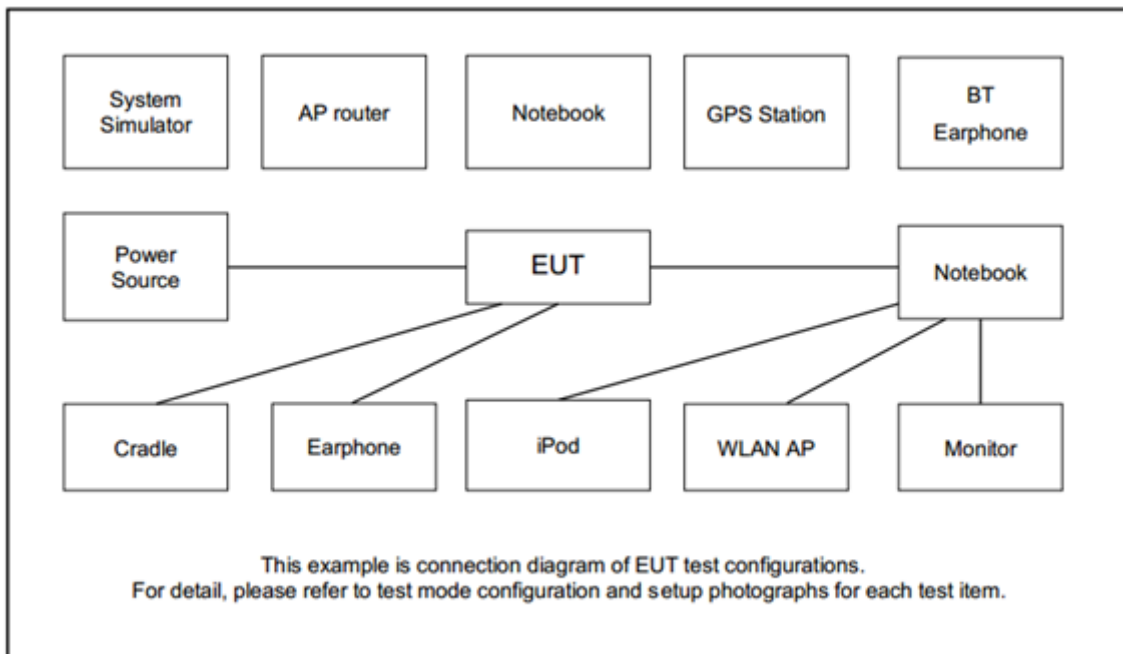 System
Simulator
AP router
Notebook
GPS Station
BT
Earphone
Power
Source
EUT
Notebook
Cradle
Earphone
iPod
WLAN AP
Monitor
This example is connection diagram of EUT test configurations.
For detail, please refer to test mode configuration and setup photographs for each test item.